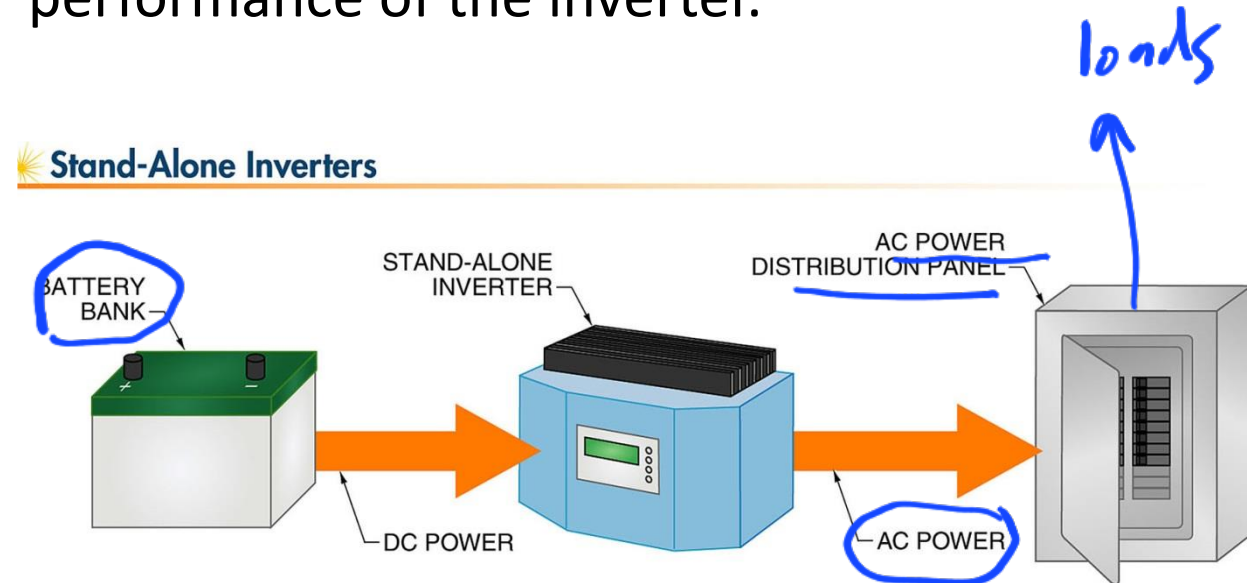 performance of the inverter.
loads
Stand-Alone Inverters
BATTERY
BANK
STAND-ALONE
INVERTER
AC POWER
DISTRIBUTION PANEL
+ −
DC POWER
AC POWER